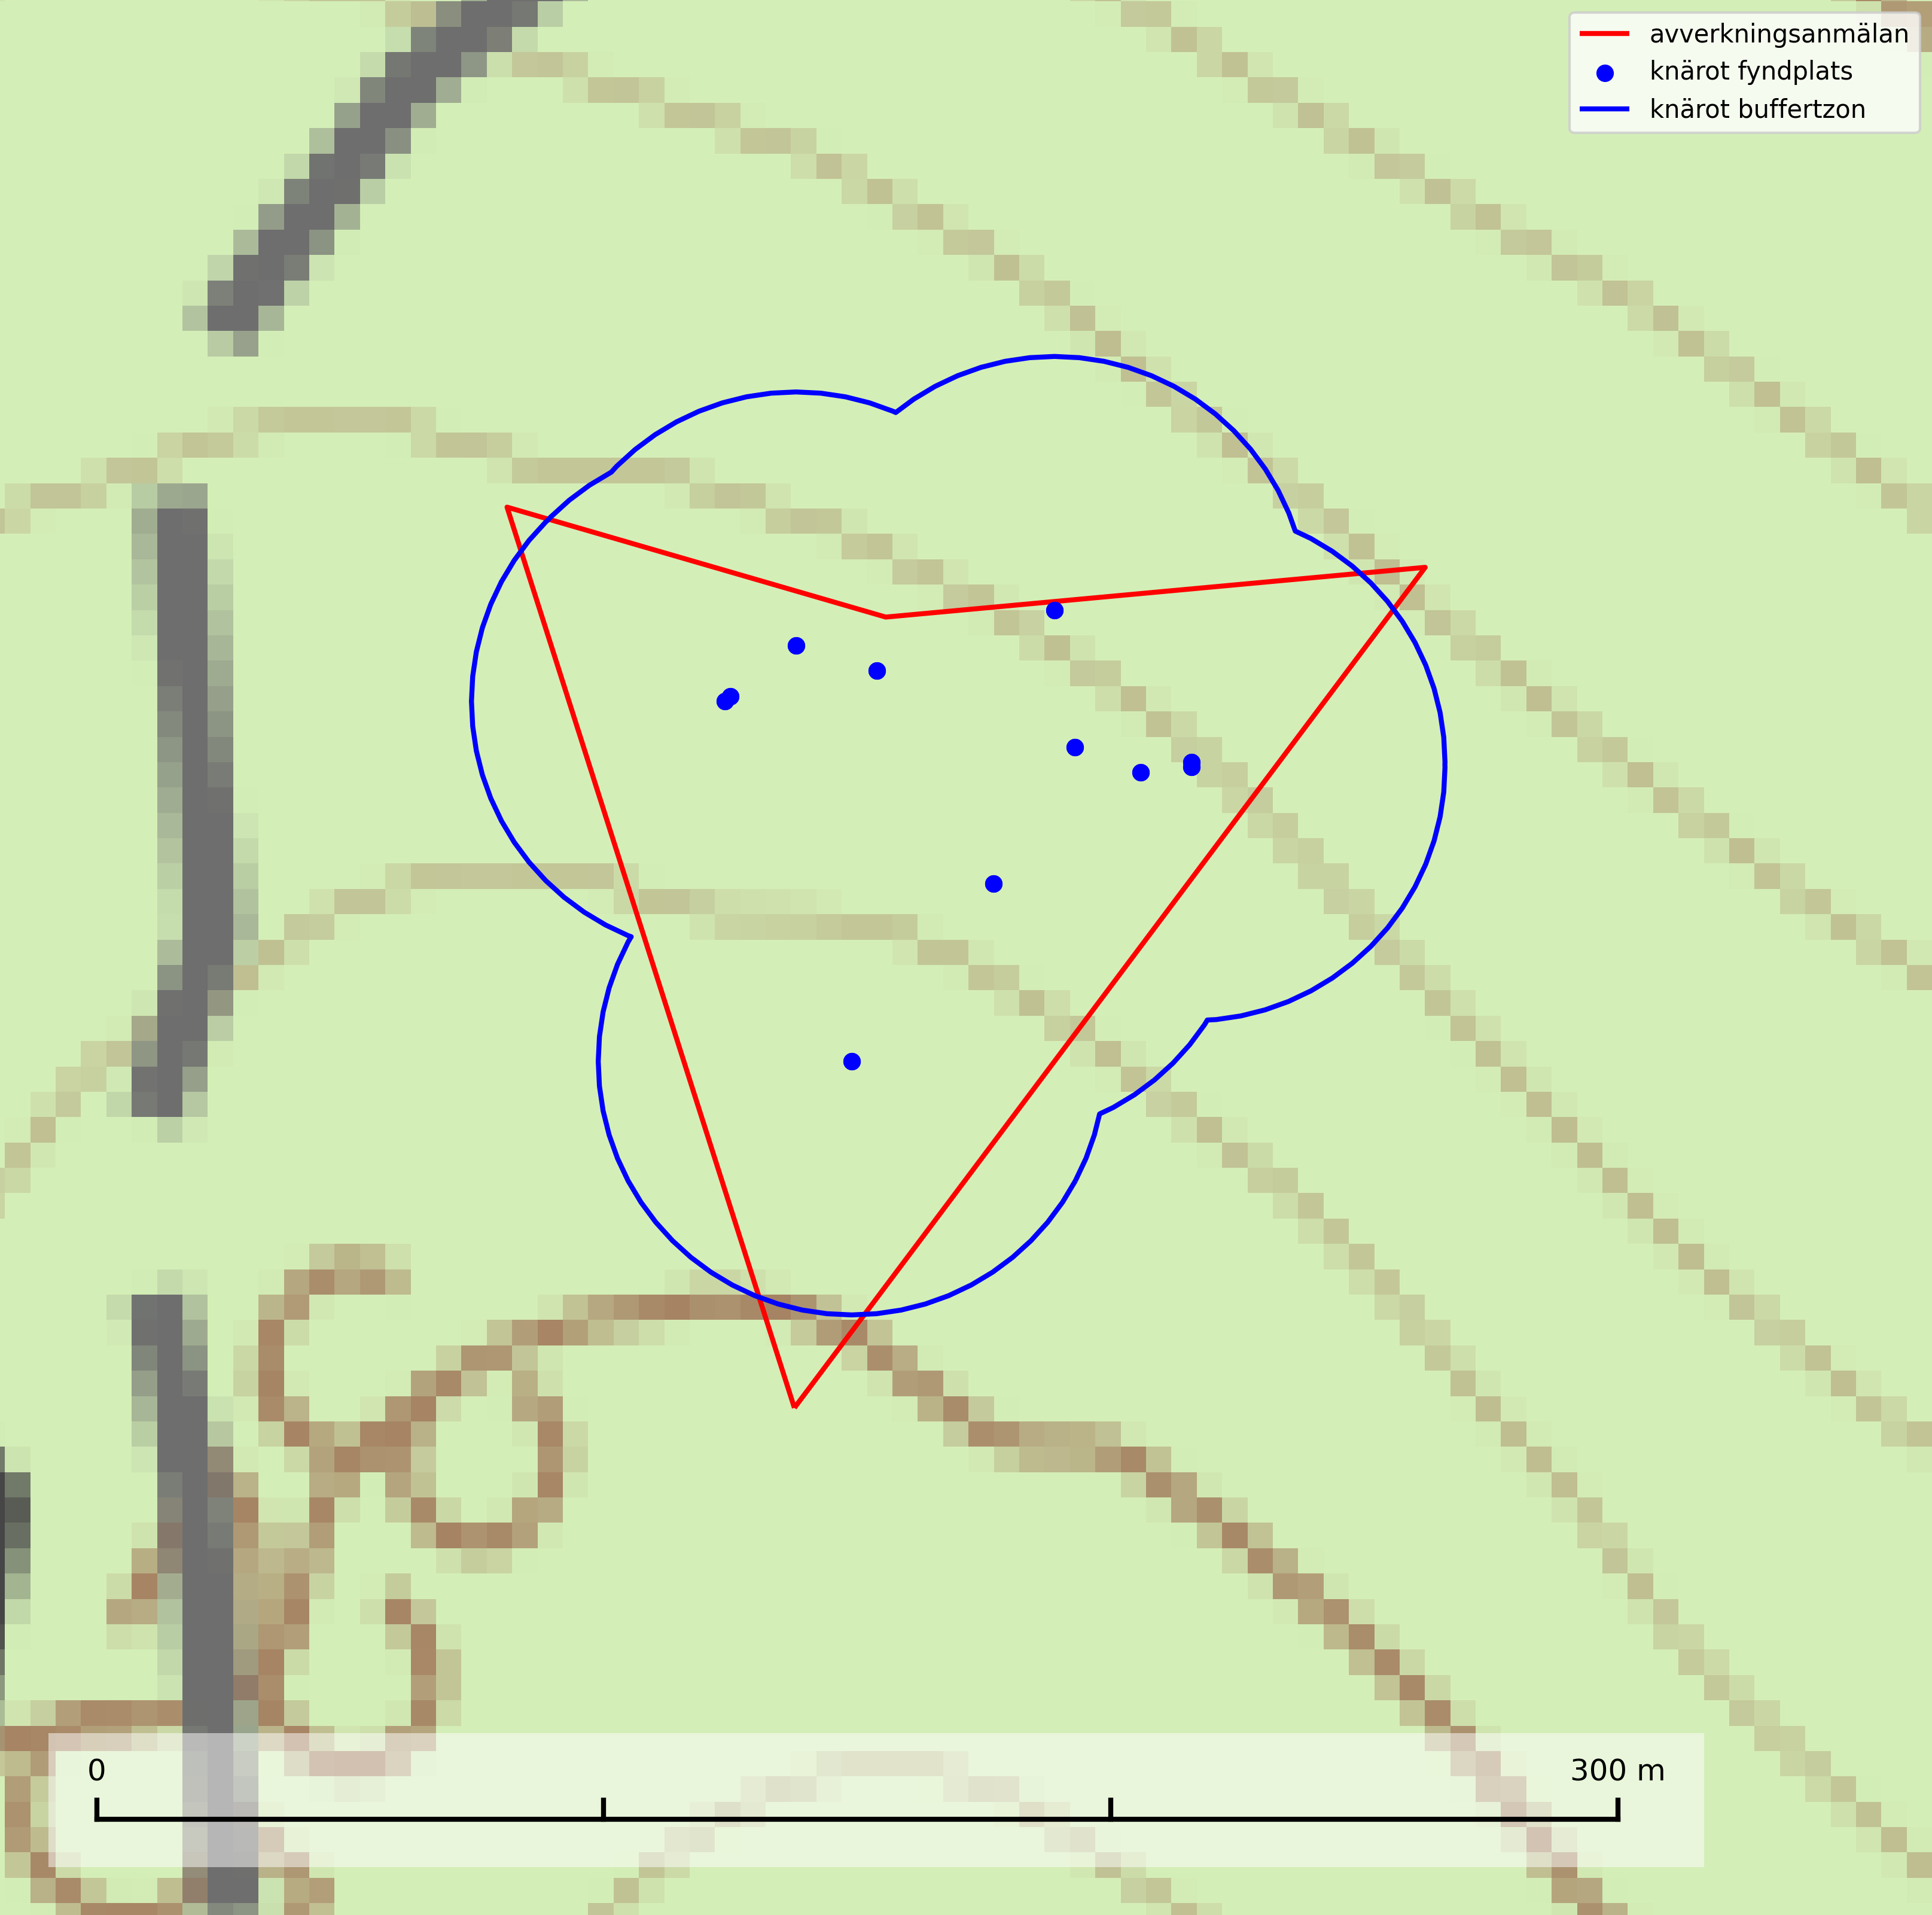 avverkningsanmälan
knärot fyndplats
knärot buffertzon
0
300 m